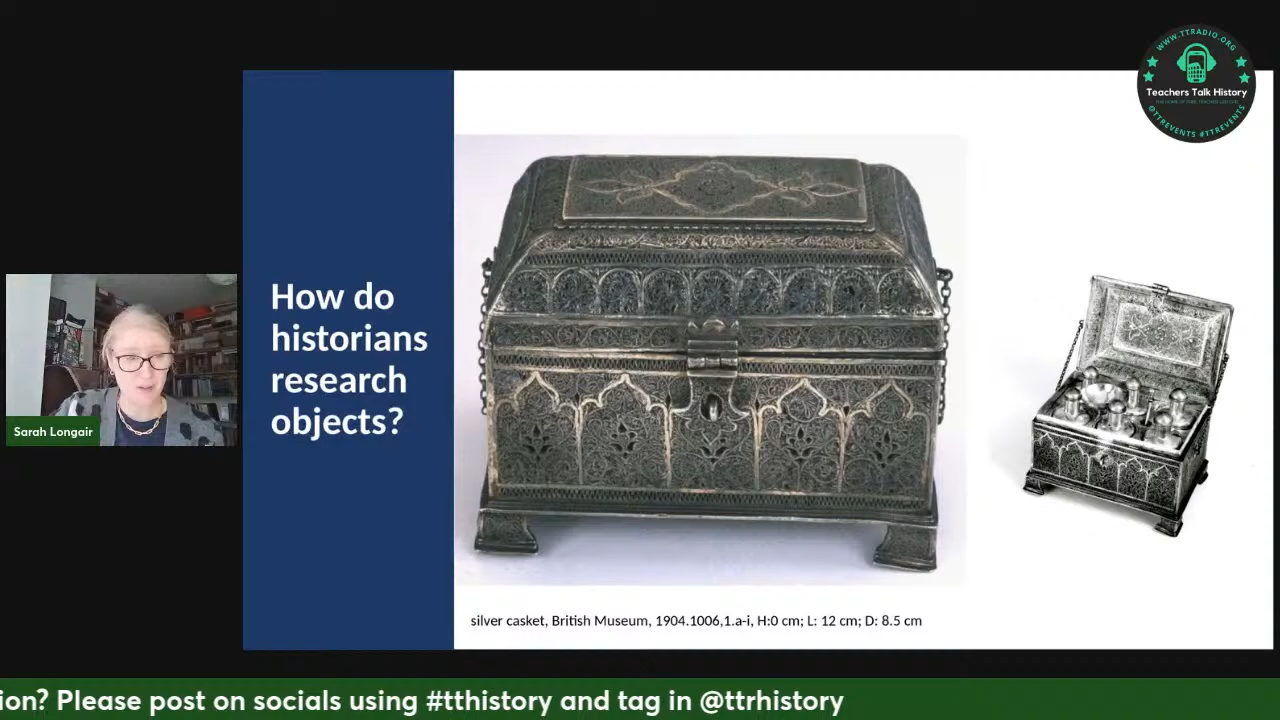 WWW.TTRADIO.ORG
Teachers Talk History
@TTREVENTS #TTREVENTS
How do
historians
research
objects?
Sarah Longair
silver casket, British Museum, 1904.1006,1.a-i, H:0 cm; L: 12 cm; D: 8.5 cm
ion? Please post on socials using #tthistory and tag in @ttrhistory